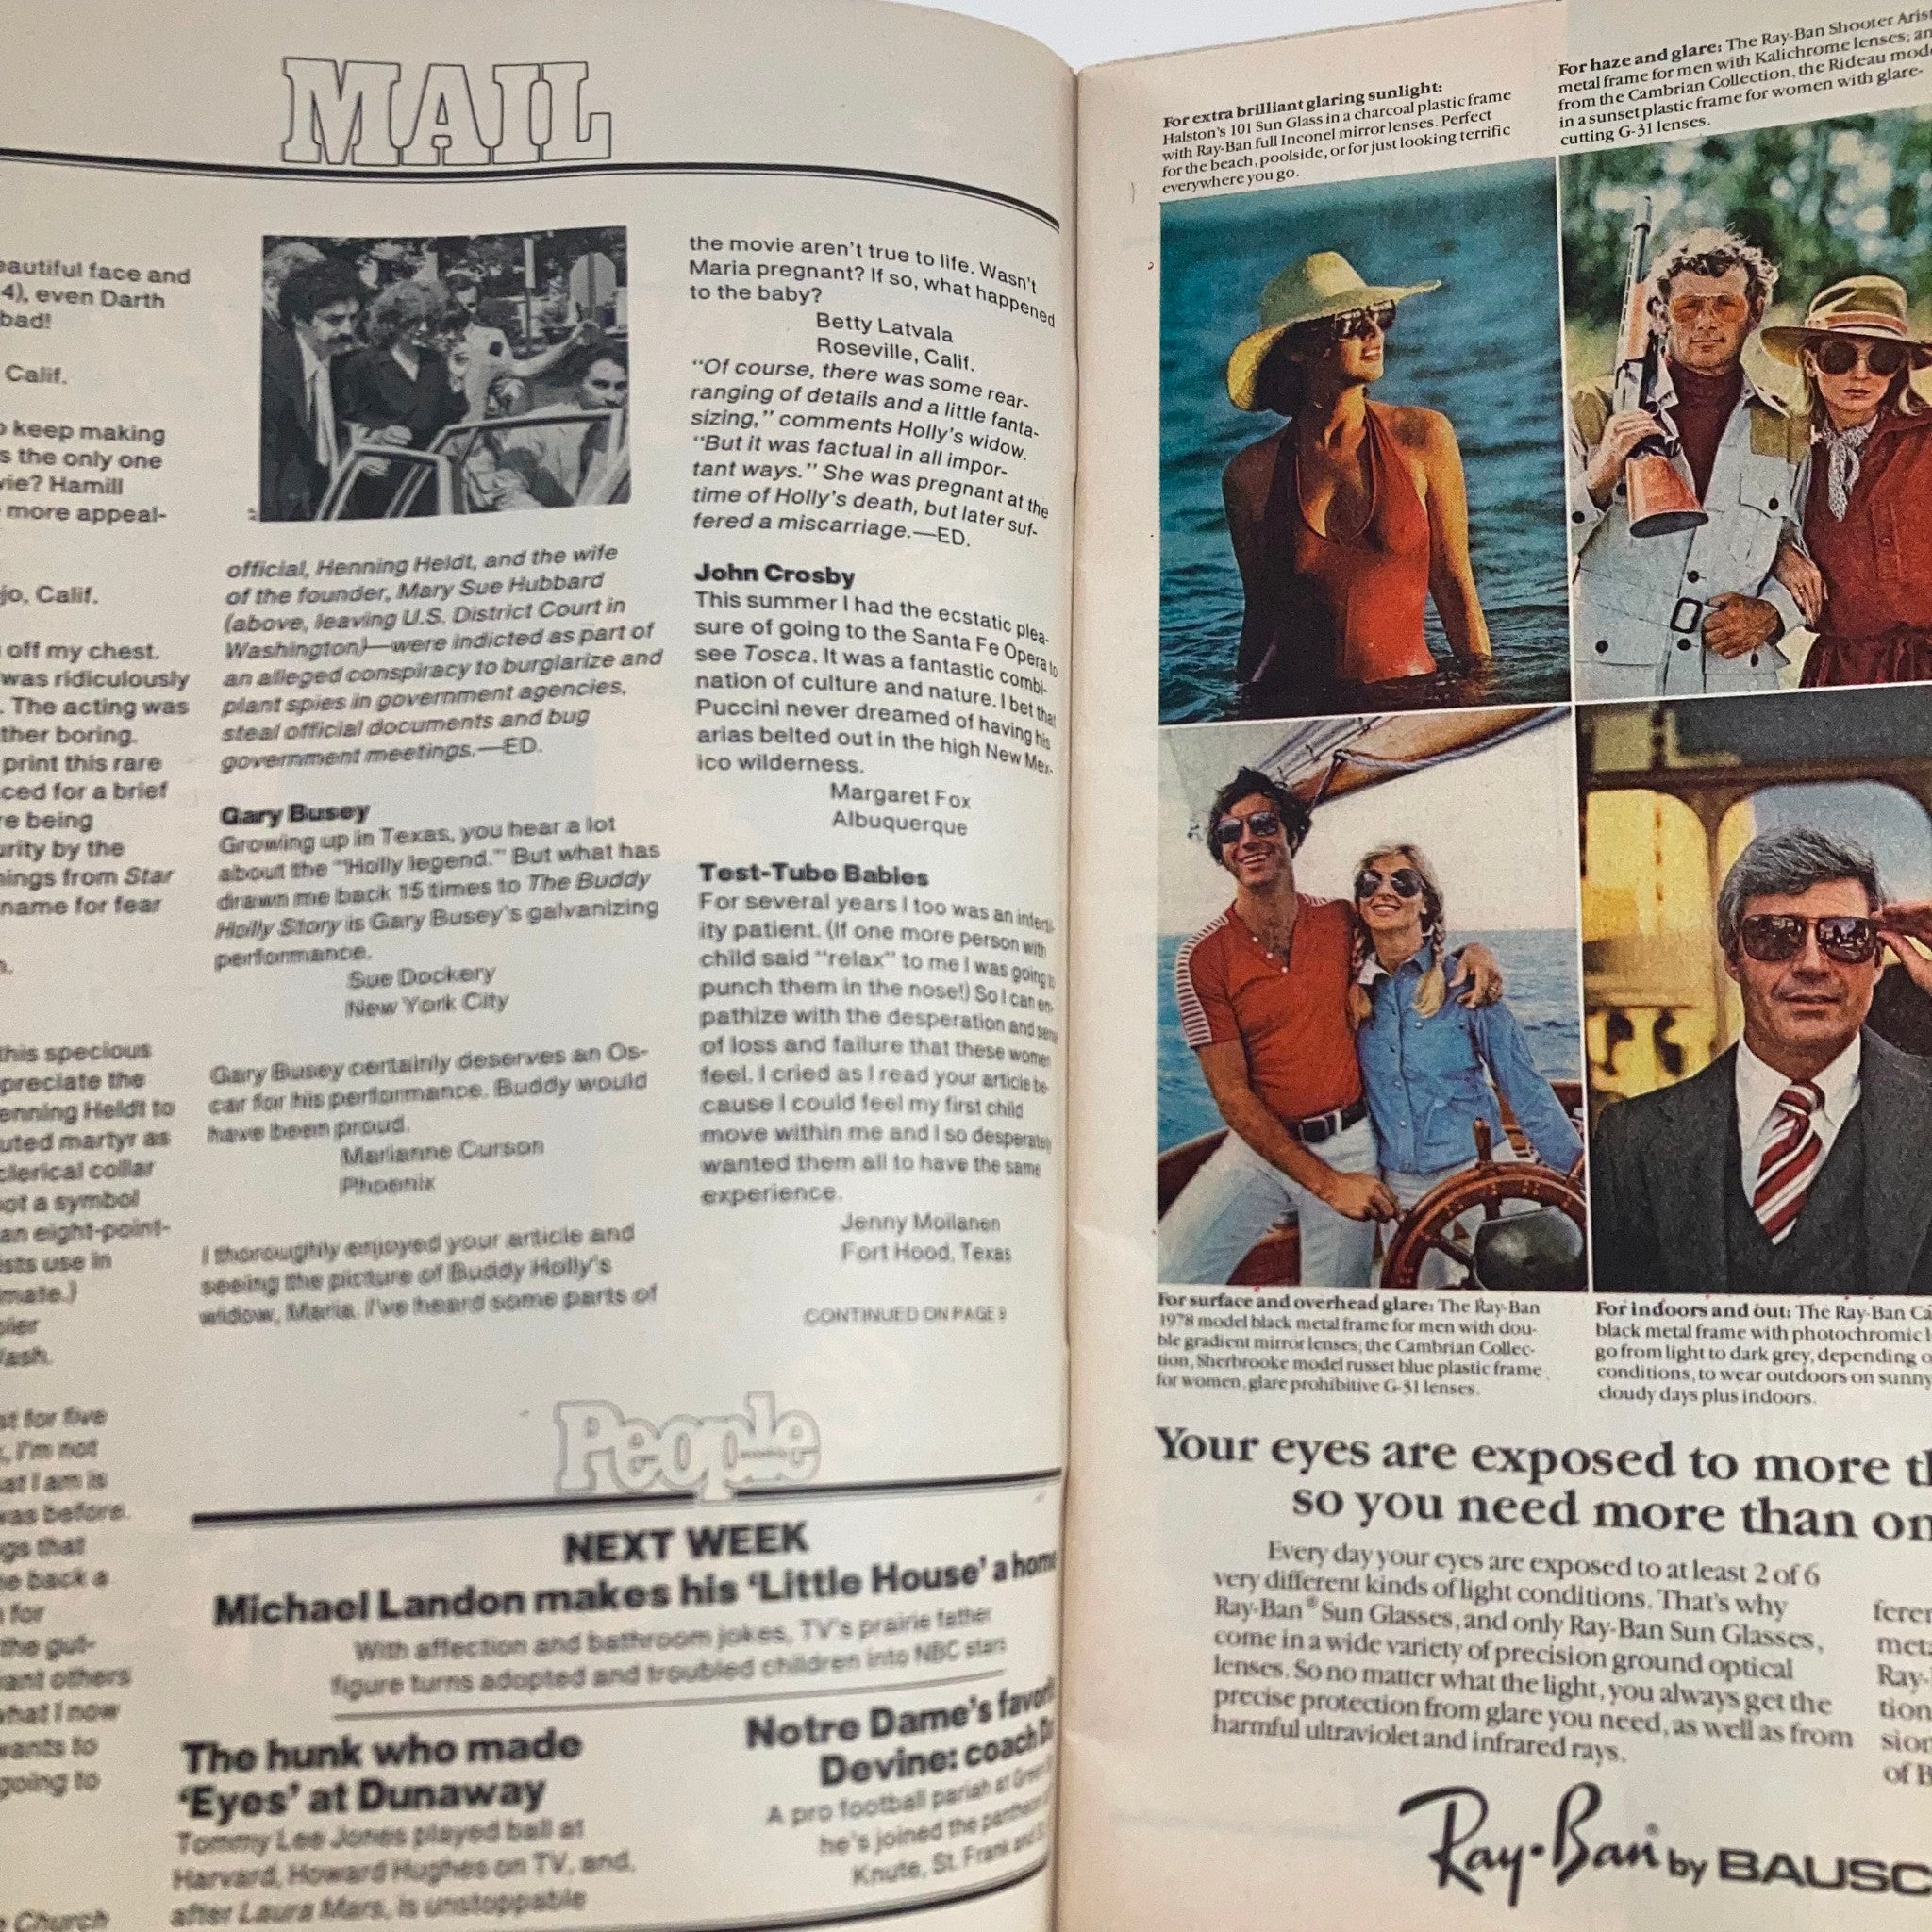 MAIL
eautiful face and
4), even Darth
bad!
Calif.
keep making
s the only one
vie? Hamill
more appeal-
jo, Calif.
off my chest.
was ridiculously
. The acting was
ther boring.
print this rare
ced for a brief
re being
urity by the
nings from Star
name for fear
this specious
preciate the
enning Heldt to
uted martyr as
clerical collar
ot a symbol
an eight-point-
ists use in
mate.)
lash.
st for five
, I'm not
at I am is
was before.
gs that
e back a
for
the gut-
ant others
what I now
wants to
going to
Church
official, Henning Heldt, and the wife
of the founder, Mary Sue Hubbard
(above, leaving U.S. District Court in
Washington)—were indicted as part of
an alleged conspiracy to burglarize and
plant spies in government agencies,
steal official documents and bug
government meetings.—ED.
Gary Busey
Growing up in Texas, you hear a lot
about the "Holly legend." But what has
drawn me back 15 times to The Buddy
Holly Story is Gary Busey's galvanizing
performance.
Sue Dockery
New York City
Gary Busey certainly deserves an Os-
car for his performance. Buddy would
have been proud.
Marianne Curson
Phoenix
I thoroughly enjoyed your article and
seeing the picture of Buddy Holly's
widow, Maria. I've heard some parts of
the movie aren't true to life. Wasn't
Maria pregnant? If so, what happened
to the baby?
Betty Latvala
Roseville, Calif.
"Of course, there was some rear-
ranging of details and a little fanta-
sizing," comments Holly's widow.
"But it was factual in all impor-
tant ways." She was pregnant at the
time of Holly's death, but later suf-
fered a miscarriage.—ED.
John Crosby
This summer I had the ecstatic plea-
sure of going to the Santa Fe Opera to
see Tosca. It was a fantastic combi-
nation of culture and nature. I bet that
Puccini never dreamed of having his
arias belted out in the high New Mex-
ico wilderness.
Margaret Fox
Albuquerque
Test-Tube Babies
For several years I too was an infertil-
ity patient. (If one more person with
child said "relax" to me I was going to
punch them in the nose!) So I can em-
pathize with the desperation and sense
of loss and failure that these women
feel. I cried as I read your article be-
cause I could feel my first child
move within me and I so desperately
wanted them all to have the same
experience.
Jenny Moilanen
Fort Hood, Texas
CONTINUED ON PAGE 9
People
NEXT WEEK
Michael Landon makes his 'Little House' a home
With affection and bathroom jokes, TV's prairie father
figure turns adopted and troubled children into NBC stars
The hunk who made
'Eyes' at Dunaway
Tommy Lee Jones played ball at
Harvard, Howard Hughes on TV, and,
after Laura Mars, is unstoppable
Notre Dame's favori
Devine: coach D
A pro football pariah at Green
he's joined the pantheon
Knute, St. Frank and
For extra brilliant glaring sunlight:
Halston's 101 Sun Glass in a charcoal plastic frame
with Ray-Ban full Inconel mirror lenses. Perfect
for the beach, poolside, or for just looking terrific
everywhere you go.
For haze and glare: The Ray-Ban Shooter Arist
metal frame for men with Kalichrome lenses; an
from the Cambrian Collection, the Rideau mode
in a sunset plastic frame for women with glare-
cutting G-31 lenses.
For surface and overhead glare: The Ray-Ban
1978 model black metal frame for men with dou-
ble gradient mirror lenses; the Cambrian Collec-
tion, Sherbrooke model russet blue plastic frame
for women, glare prohibitive G-31 lenses.
For indoors and out: The Ray-Ban Ca
black metal frame with photochromic l
go from light to dark grey, depending o
conditions, to wear outdoors on sunny
cloudy days plus indoors.
Your eyes are exposed to more th
so you need more than on
Every day your eyes are exposed to at least 2 of 6
very different kinds of light conditions. That's why
Ray-Ban® Sun Glasses, and only Ray-Ban Sun Glasses,
come in a wide variety of precision ground optical
lenses. So no matter what the light, you always get the
precise protection from glare you need, as well as from
harmful ultraviolet and infrared rays.
feren
meta
Ray-
tion
sion
of B
Ray-Ban® by BAUSC